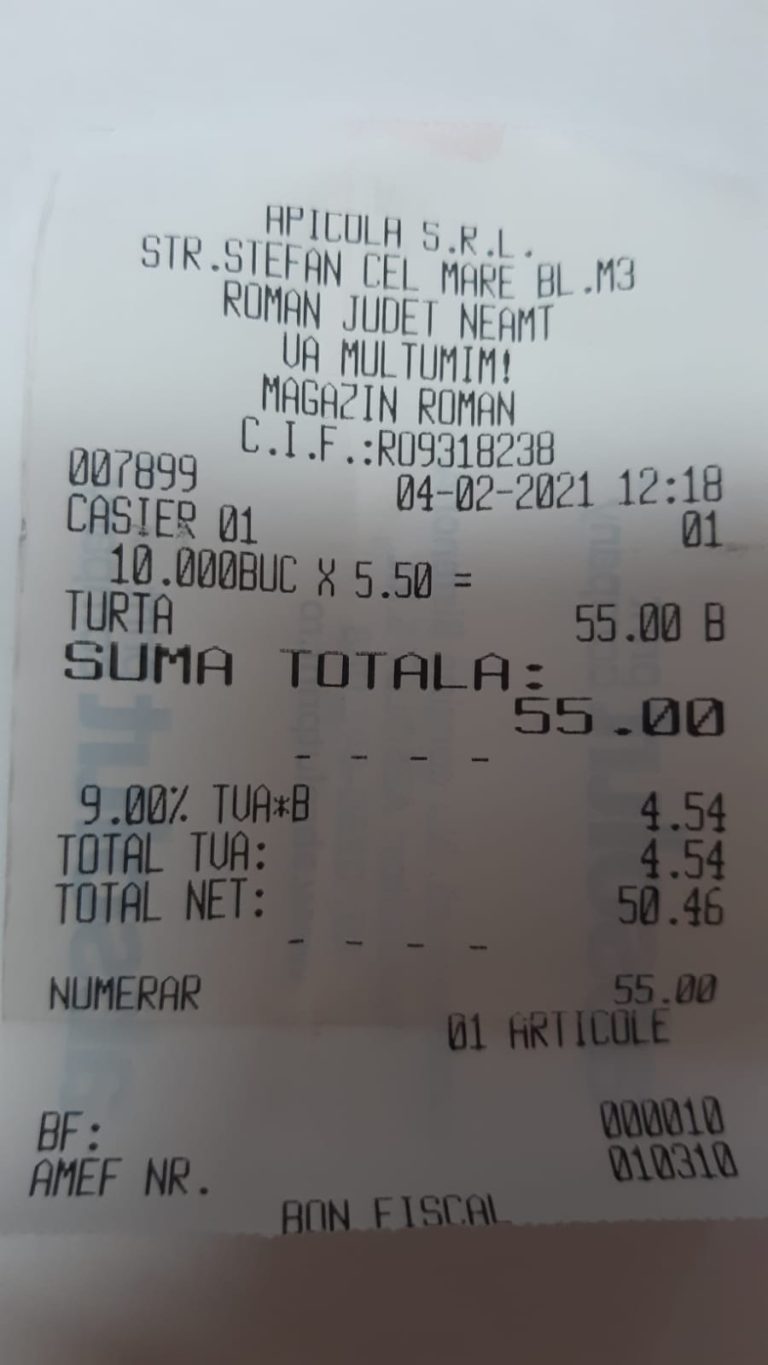 APICOLA S.R.L.
STR.STEFAN CEL MARE BL.M3
ROMAN JUDET NEAMT
VA MULTUMIM!
MAGAZIN ROMAN
C.I.F.:RO9318238
007899 04-02-2021 12:18
CASIER 01 01
10.000BUC X 5.50 =
TURTA 55.00 B
SUMA TOTALA:
55.00
- - - -
9.00% TVA*B 4.54
TOTAL TVA: 4.54
TOTAL NET: 50.46
- - - -
NUMERAR 55.00
01 ARTICOLE
BF: 000010
AMEF NR. 010310
BON FISCAL